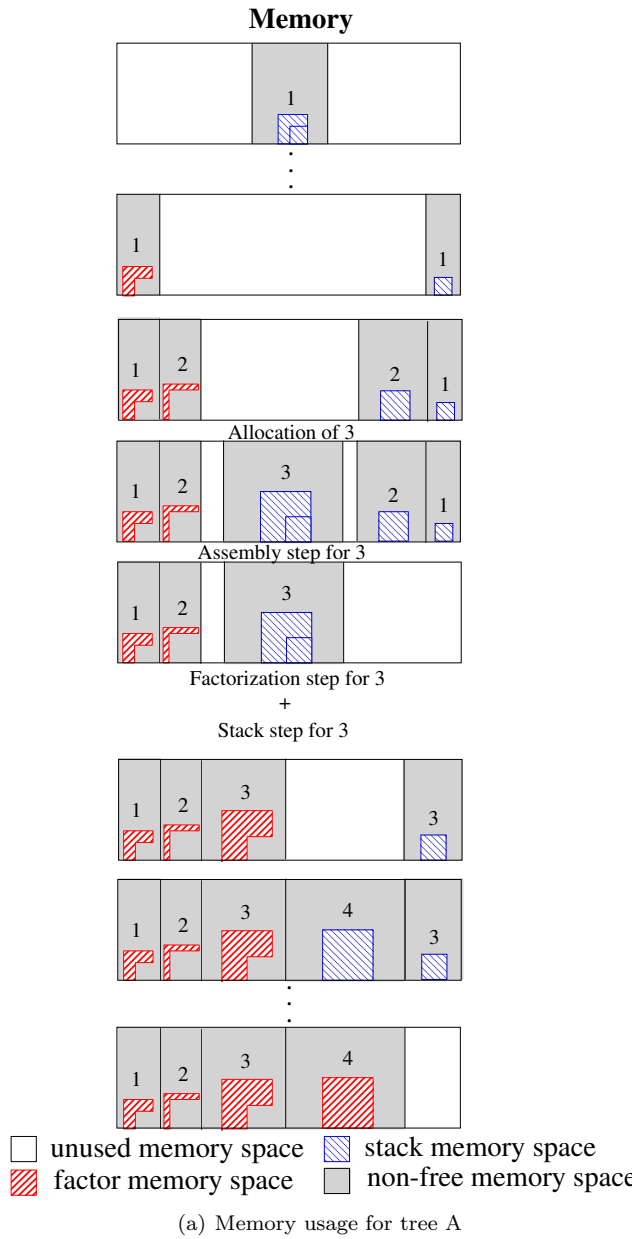 Memory
1
1
1
1
2
2
1
Allocation of 3
1
2
3
2
1
Assembly step for 3
1
2
3
Factorization step for 3
+
Stack step for 3
1
2
3
3
1
2
3
4
3
1
2
3
4
unused memory space
stack memory space
factor memory space
non-free memory space
(a) Memory usage for tree A